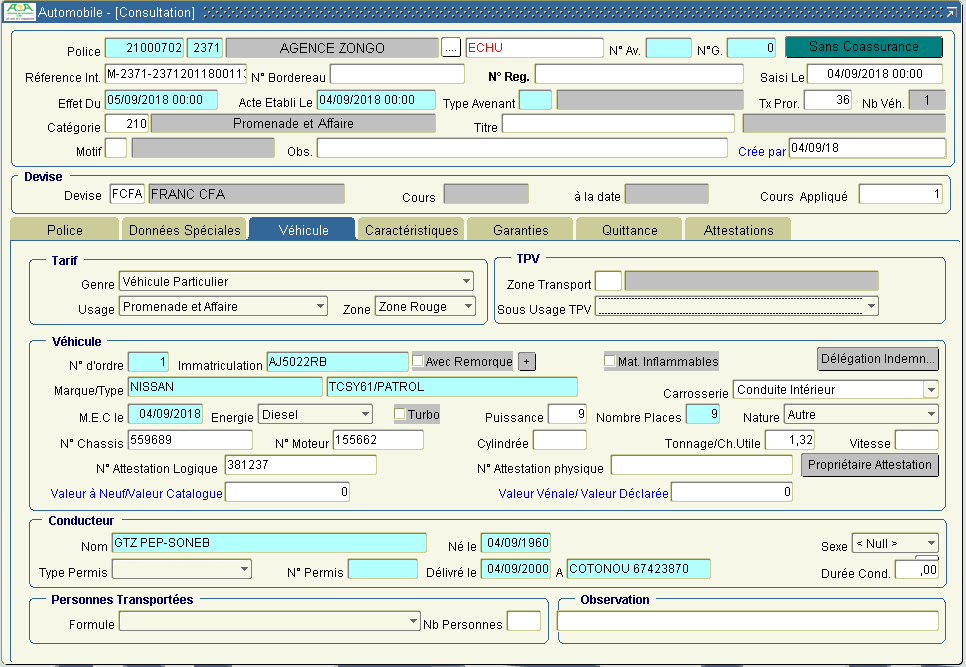 Automobile - [Consultation]
Police 21000702 2371 AGENCE ZONGO .... ECHU N° Av. N°G. 0 Sans Coassurance
Réference Int. M-2371-23712011800113 N° Bordereau N° Reg. Saisi Le 04/09/2018 00:00
Effet Du 05/09/2018 00:00 Acte Etabli Le 04/09/2018 00:00 Type Avenant Tx Pror. 36 Nb Véh. 1
Catégorie 210 Promenade et Affaire Titre
Motif Obs. Crée par 04/09/18
Devise
Devise FCFA FRANC CFA Cours à la date Cours Appliqué 1
Police Données Spéciales Véhicule Caractéristiques Garanties Quittance Attestations
Tarif TPV
Genre Véhicule Particulier Zone Transport
Usage Promenade et Affaire Zone Zone Rouge Sous Usage TPV
Véhicule
N° d'ordre 1 Immatriculation AJ5022RB Avec Remorque + Mat. Inflammables Délégation Indemn...
Marque/Type NISSAN TCSY61/PATROL Carrosserie Conduite Intérieur
M.E.C le 04/09/2018 Energie Diesel Turbo Puissance 9 Nombre Places 9 Nature Autre
N° Chassis 559689 N° Moteur 155662 Cylindrée Tonnage/Ch.Utile 1,32 Vitesse
N° Attestation Logique 381237 N° Attestation physique Propriétaire Attestation
Valeur à Neuf/Valeur Catalogue 0 Valeur Vénale/ Valeur Déclarée 0
Conducteur
Nom GTZ PEP-SONEB Né le 04/09/1960 Sexe < Null >
Type Permis N° Permis Délivré le 04/09/2000 A COTONOU 67423870 Durée Cond. ,00
Personnes Transportées Observation
Formule Nb Personnes